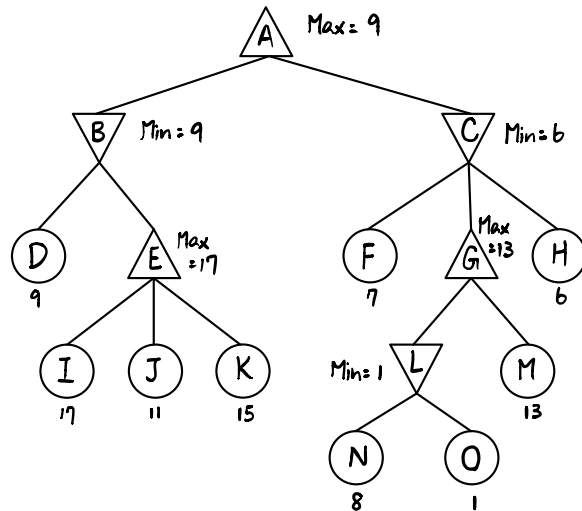 A Max=9
B Min=9
C Min=6
D
9
E Max=17
F
7
G Max=13
H
6
I
17
J
11
K
15
Min=1 L
M
13
N
8
O
1